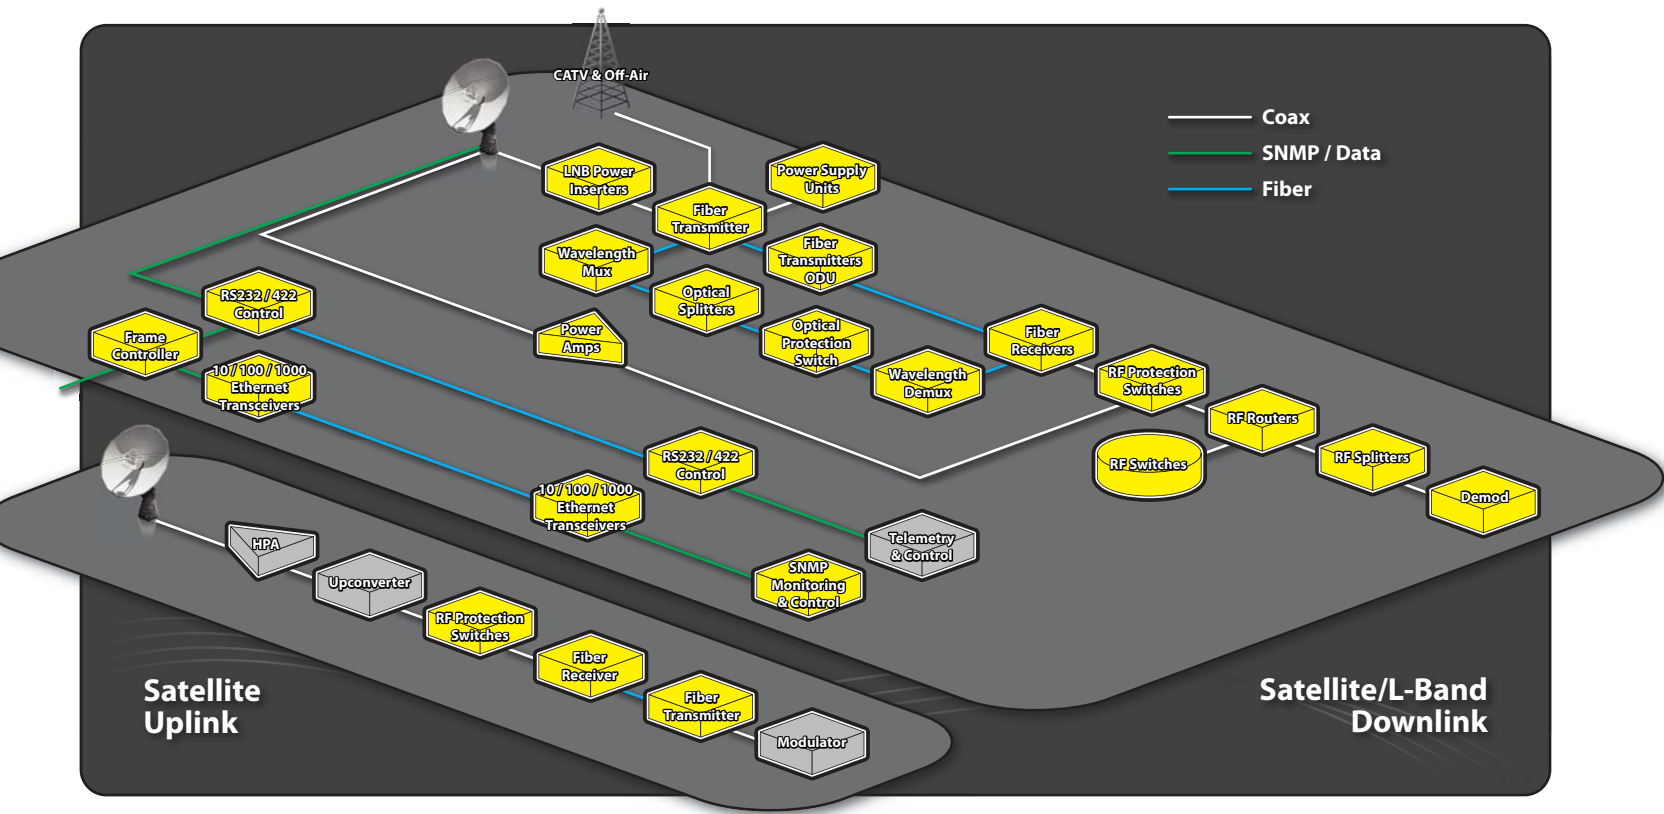 CATV & Off-Air
Coax
SNMP / Data
Fiber
LNB Power
Inserters
Power Supply
Units
Fiber
Transmitter
Wavelength
Mux
Fiber
Transmitters
ODU
Optical
Splitters
RS232 / 422
Control
Frame
Controller
10 / 100 / 1000
Ethernet
Transceivers
Power
Amps
Optical
Protection
Switch
Fiber
Receivers
Wavelength
Demux
RF Protection
Switches
RF Routers
RF Switches
RF Splitters
Demod
RS232 / 422
Control
10 / 100 / 1000
Ethernet
Transceivers
Telemetry
& Control
SNMP
Monitoring
& Control
HPA
Upconverter
RF Protection
Switches
Fiber
Receiver
Fiber
Transmitter
Modulator
Satellite
Uplink
Satellite/L-Band
Downlink